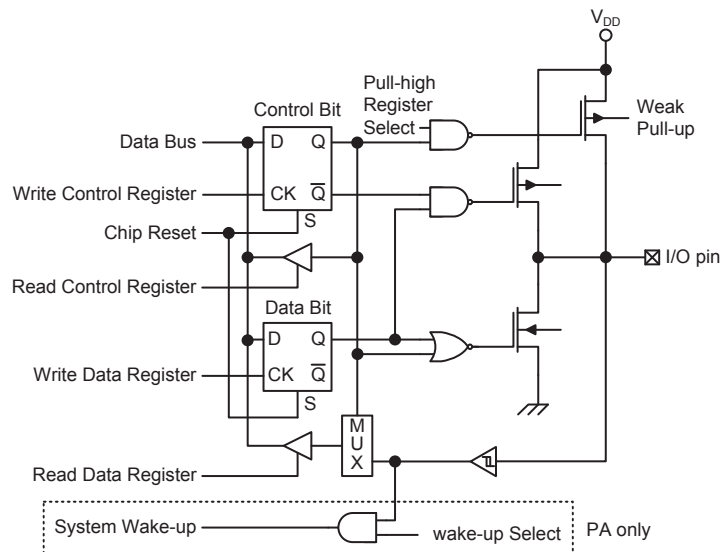 V_DD
Pull-high
Register
Select
Weak
Pull-up
Control Bit
Data Bus
D Q
Write Control Register
CK Q̅
S
Chip Reset
I/O pin
Read Control Register
Data Bit
D Q
Write Data Register
CK Q̅
S
M
U
X
Read Data Register
System Wake-up
wake-up Select
PA only